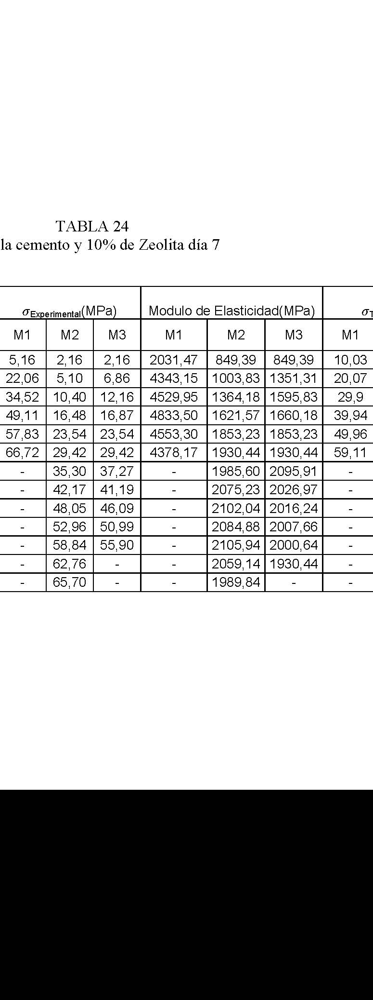 TABLA 24
la cemento y 10% de Zeolita día 7
σExperimental(MPa) Modulo de Elasticidad(MPa) σT
M1 M2 M3 M1 M2 M3 M1
5,16 2,16 2,16 2031,47 849,39 849,39 10,03
22,06 5,10 6,86 4343,15 1003,83 1351,31 20,07
34,52 10,40 12,16 4529,95 1364,18 1595,83 29,9
49,11 16,48 16,87 4833,50 1621,57 1660,18 39,94
57,83 23,54 23,54 4553,30 1853,23 1853,23 49,96
66,72 29,42 29,42 4378,17 1930,44 1930,44 59,11
- 35,30 37,27 - 1985,60 2095,91 -
- 42,17 41,19 - 2075,23 2026,97 -
- 48,05 46,09 - 2102,04 2016,24 -
- 52,96 50,99 - 2084,88 2007,66 -
- 58,84 55,90 - 2105,94 2000,64 -
- 62,76 - - 2059,14 1930,44 -
- 65,70 - - 1989,84 - -